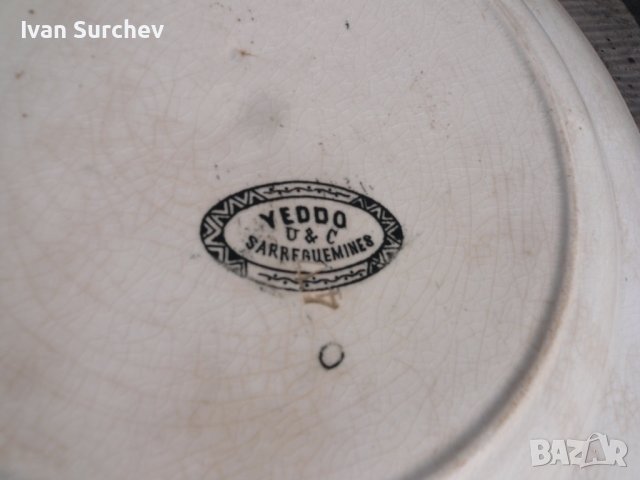 Ivan Surchev
YEDDO
U & C
SARREGUEMINES
BAZAR